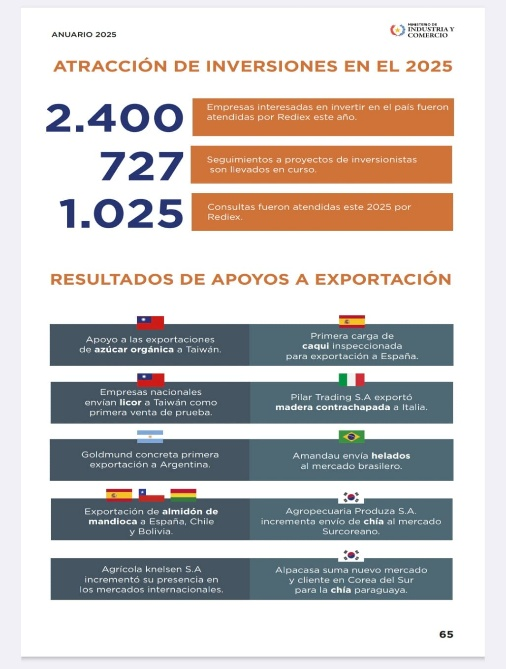 ANUARIO 2025
MINISTERIO DE
INDUSTRIA Y
COMERCIO
ATRACCIÓN DE INVERSIONES EN EL 2025
2.400
Empresas interesadas en invertir en el país fueron
atendidas por Rediex este año.
727
Seguimientos a proyectos de inversionistas
son llevados en curso.
1.025
Consultas fueron atendidas este 2025 por
Rediex.
RESULTADOS DE APOYOS A EXPORTACIÓN
Apoyo a las exportaciones
de azúcar orgánica a Taiwán.
Primera carga de
caqui inspeccionada
para exportación a España.
Empresas nacionales
envían licor a Taiwán como
primera venta de prueba.
Pilar Trading S.A exportó
madera contrachapada a Italia.
Goldmund concreta primera
exportación a Argentina.
Amandau envía helados
al mercado brasilero.
Exportación de almidón de
mandioca a España, Chile
y Bolivia.
Agropecuaria Produza S.A.
incrementa envío de chía al mercado
Surcoreano.
Agrícola knelsen S.A
incrementó su presencia en
los mercados internacionales.
Alpacasa suma nuevo mercado
y cliente en Corea del Sur
para la chía paraguaya.
65